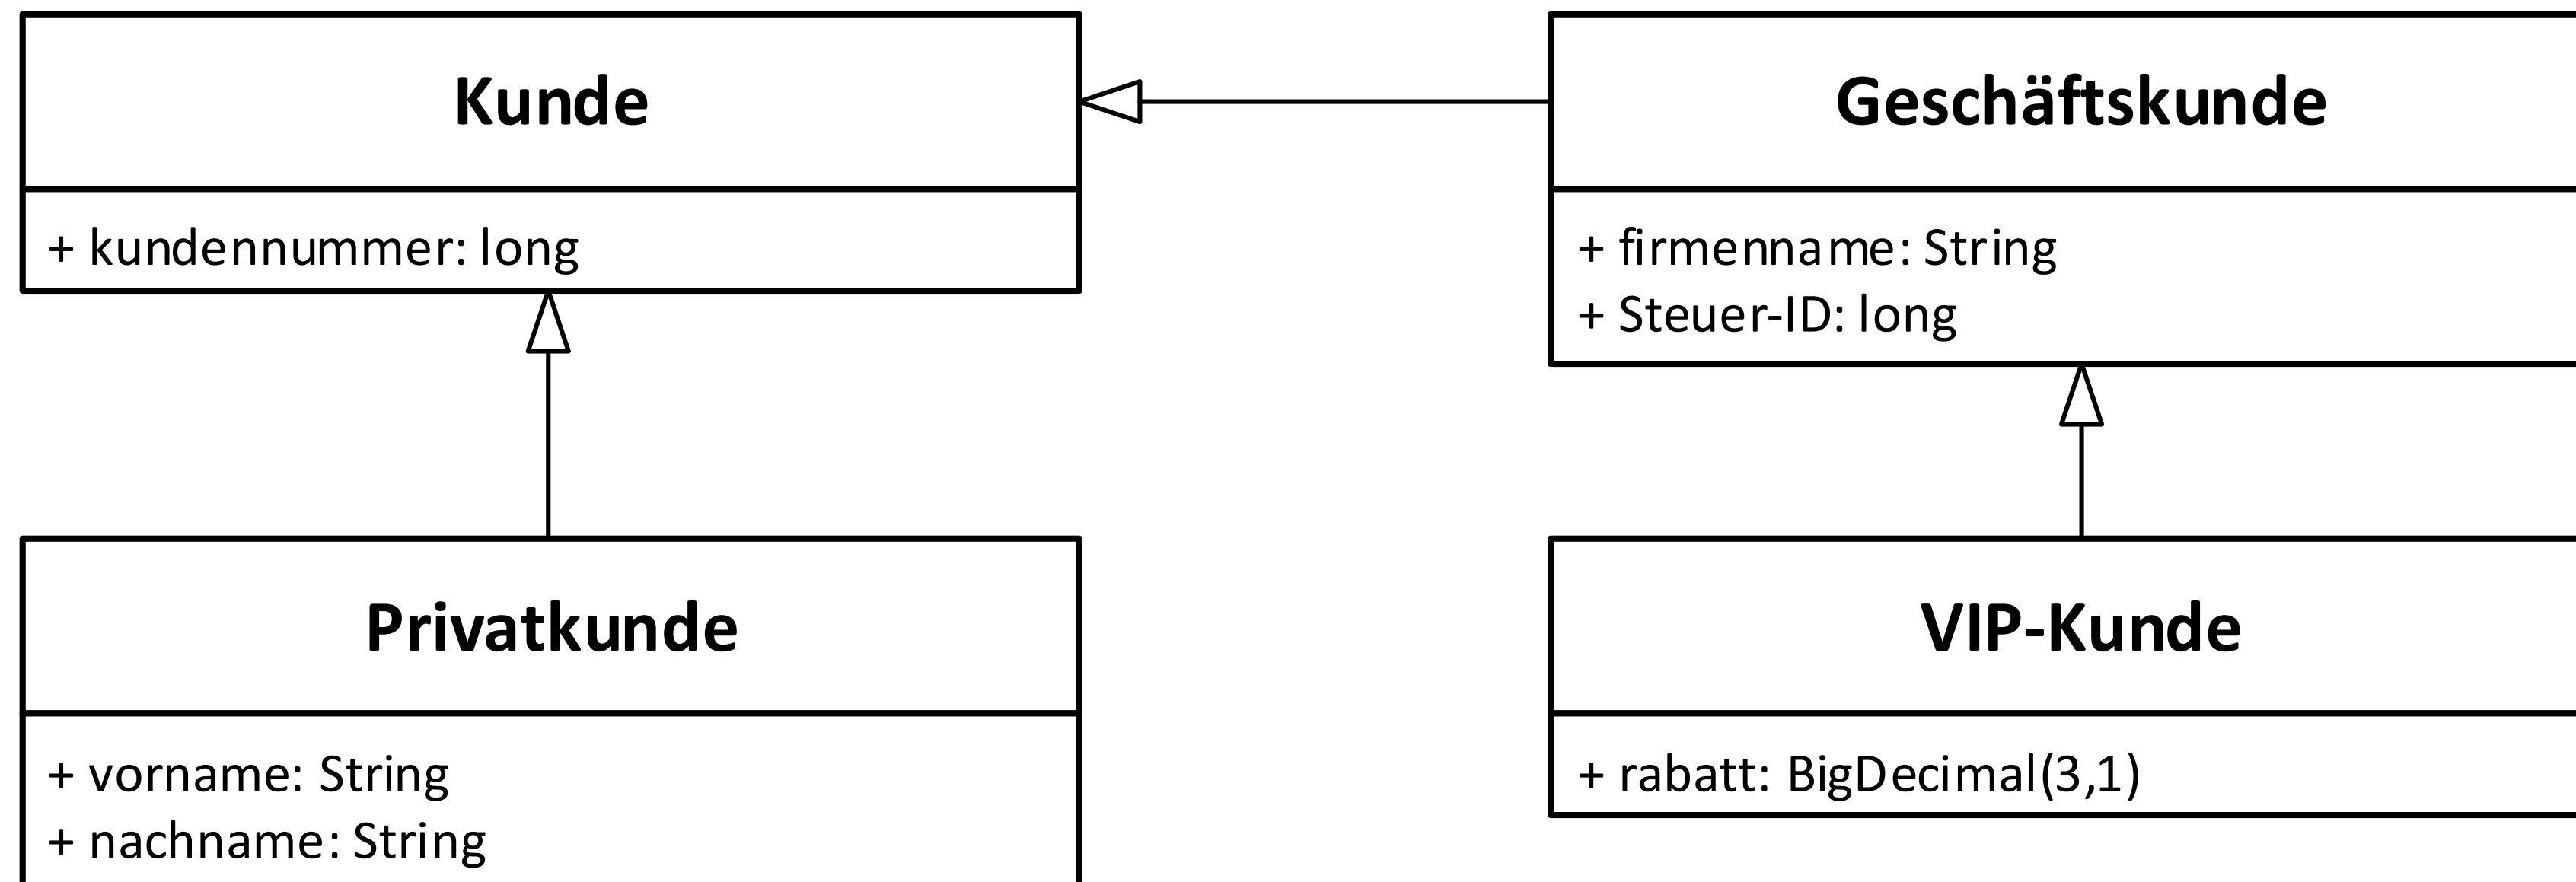 Kunde
+ kundennummer: long
Geschäftskunde
+ firmenname: String
+ Steuer-ID: long
Privatkunde
+ vorname: String
+ nachname: String
VIP-Kunde
+ rabatt: BigDecimal(3,1)